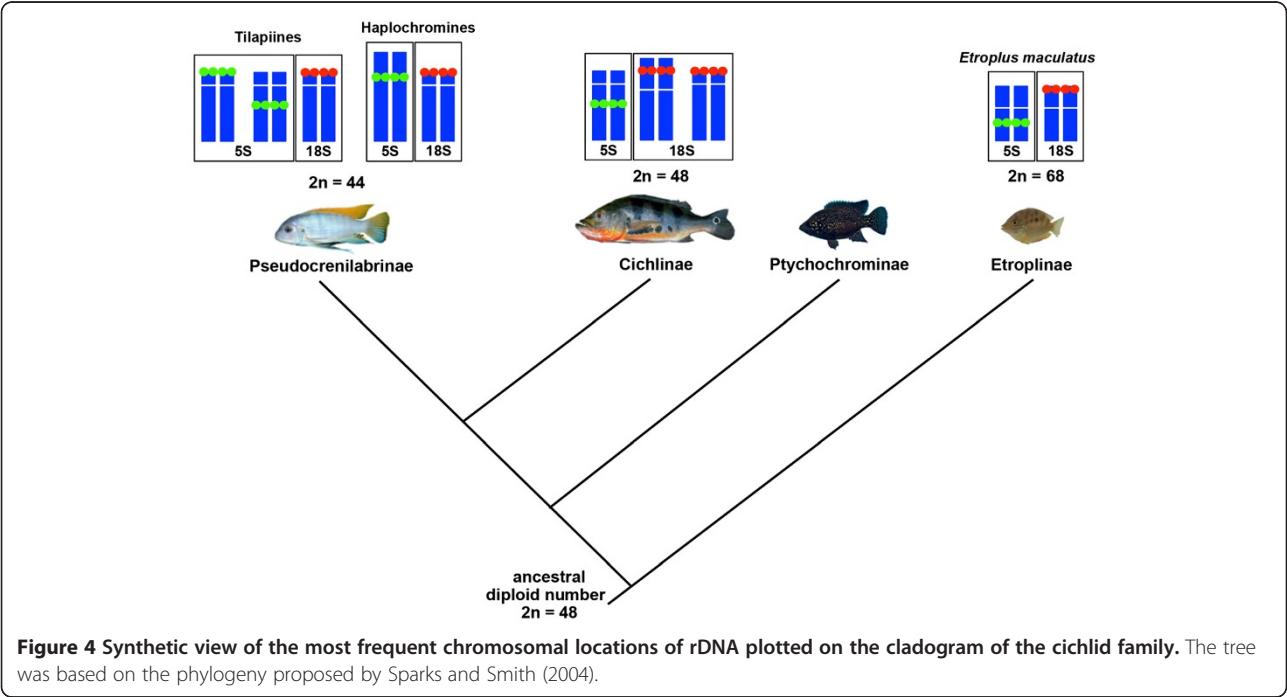 Tilapiines
Haplochromines
5S
18S
5S
18S
2n = 44
5S
18S
2n = 48
Etroplus maculatus
5S
18S
2n = 68
Pseudocrenilabrinae
Cichlinae
Ptychochrominae
Etroplinae
ancestral
diploid number
2n = 48
Figure 4 Synthetic view of the most frequent chromosomal locations of rDNA plotted on the cladogram of the cichlid family. The tree
was based on the phylogeny proposed by Sparks and Smith (2004).